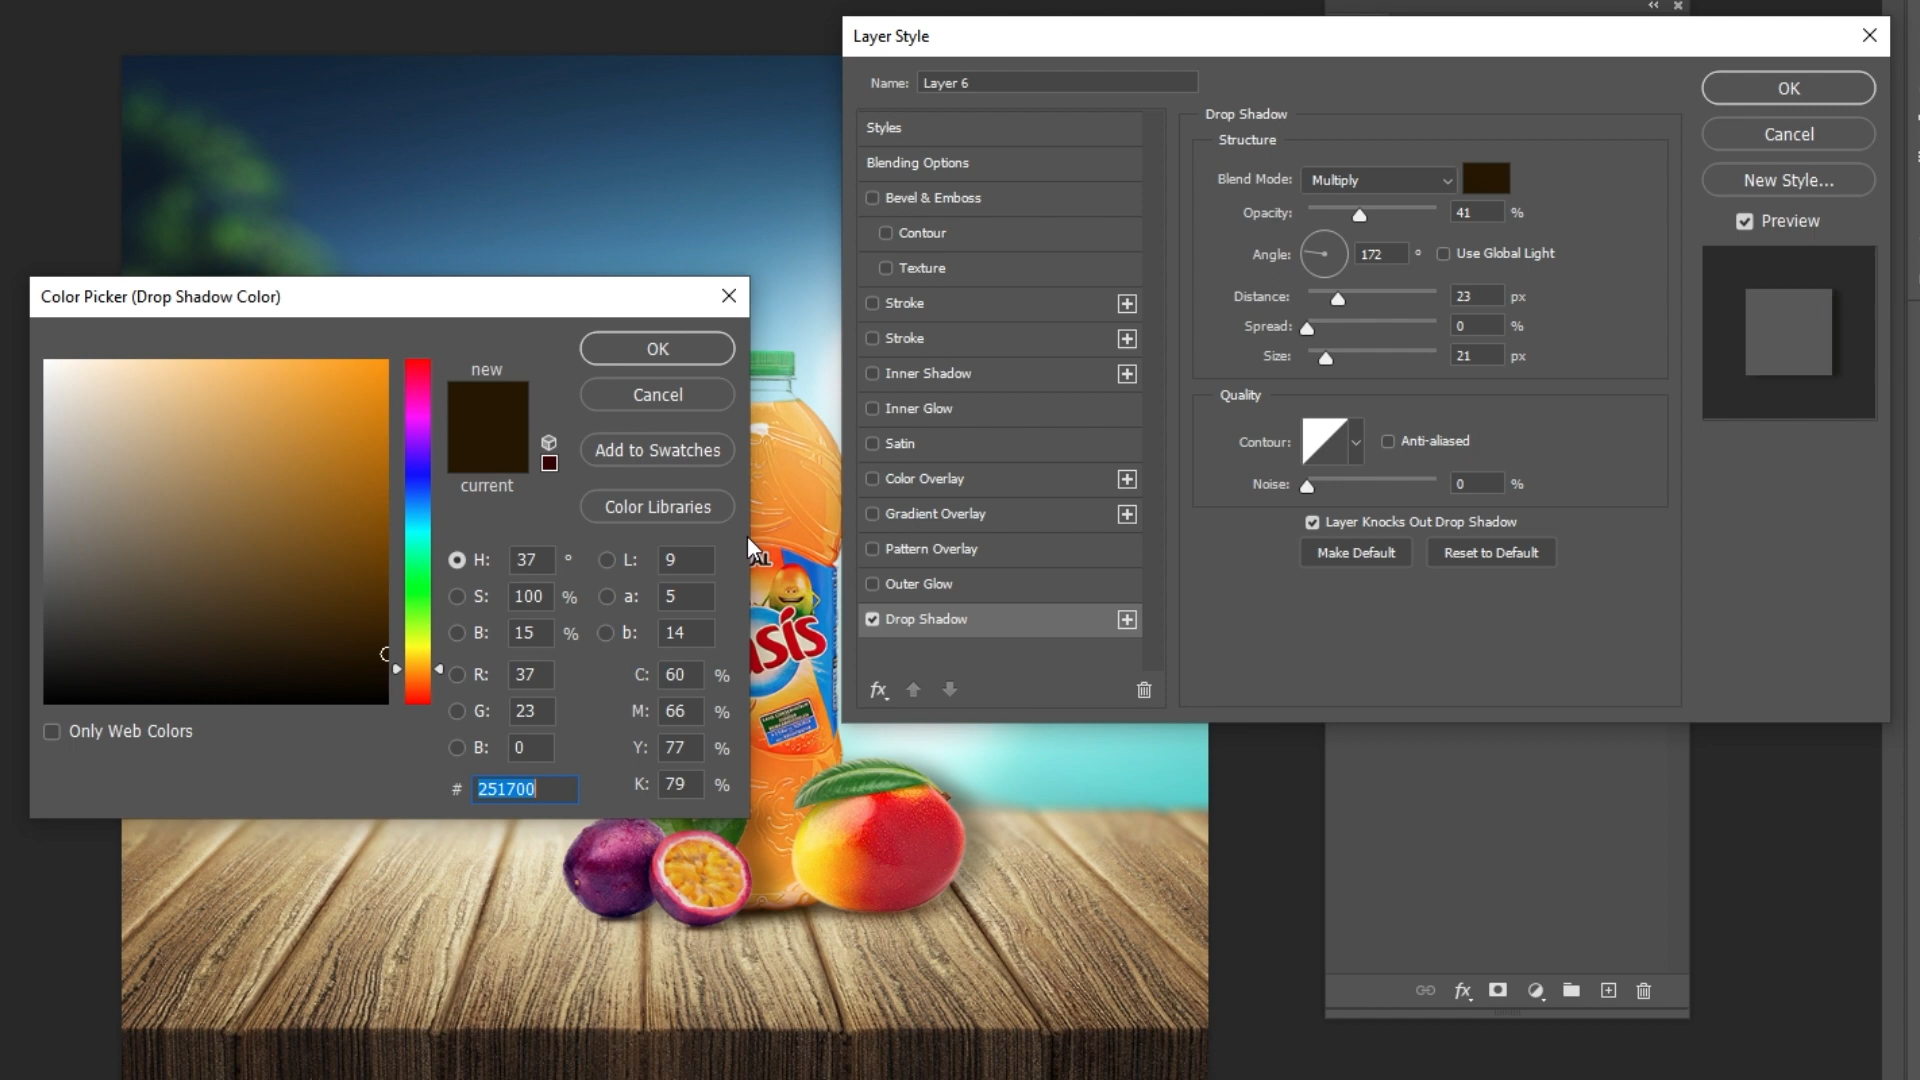 Layer Style
Name: Layer 6
Styles
Blending Options
Bevel & Emboss
Contour
Texture
Stroke
Stroke
Inner Shadow
Inner Glow
Satin
Color Overlay
Gradient Overlay
Pattern Overlay
Outer Glow
Drop Shadow
fx
Drop Shadow
Structure
Blend Mode: Multiply
Opacity: 41 %
Angle: 172 ° Use Global Light
Distance: 23 px
Spread: 0 %
Size: 21 px
Quality
Contour: Anti-aliased
Noise: 0 %
Layer Knocks Out Drop Shadow
Make Default Reset to Default
OK
Cancel
New Style...
Preview
Color Picker (Drop Shadow Color)
new
current
OK
Cancel
Add to Swatches
Color Libraries
H: 37 ° L: 9
S: 100 % a: 5
B: 15 % b: 14
R: 37 C: 60 %
G: 23 M: 66 %
B: 0 Y: 77 %
# 251700 K: 79 %
Only Web Colors
sis
fx